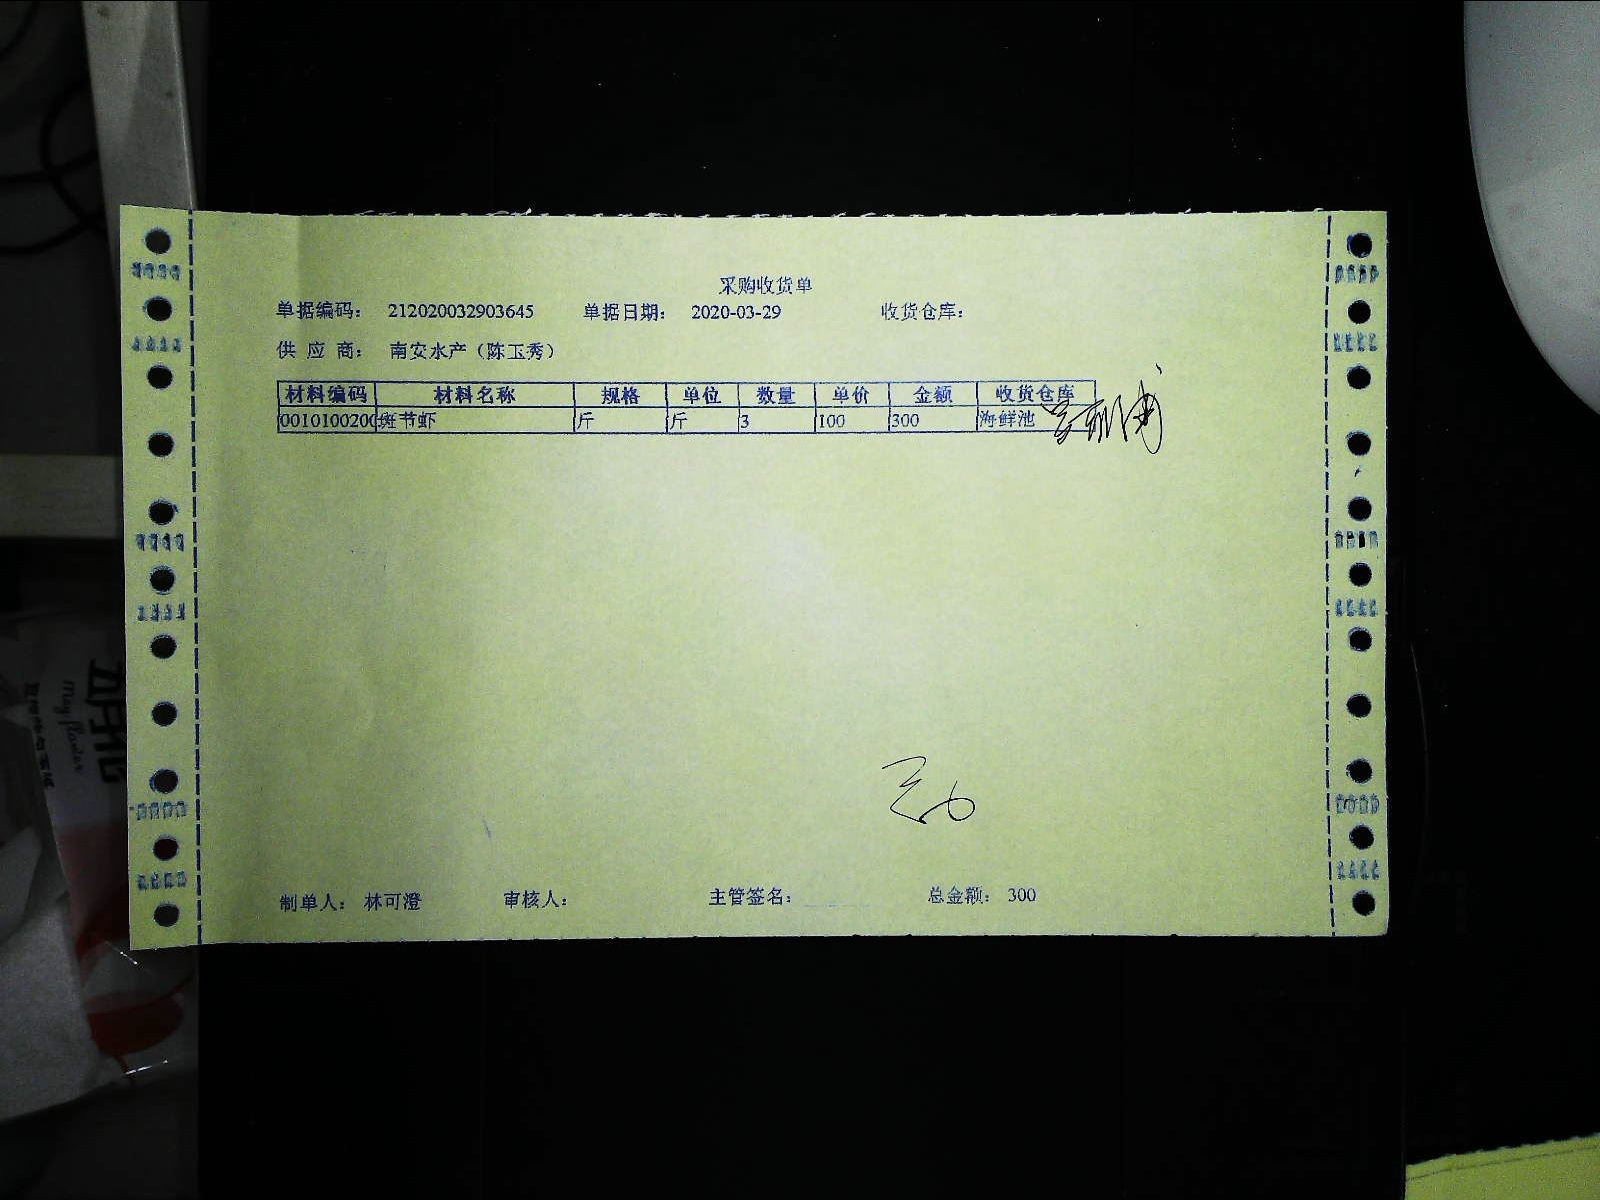 采购收货单
单据编码： 212020032903645 单据日期： 2020-03-29 收货仓库：
供 应 商： 南安水产（陈玉秀）
材料编码 材料名称 规格 单位 数量 单价 金额 收货仓库
0010100200 斑节虾 斤 斤 3 100 300 海鲜池
制单人： 林可澄 审核人： 主管签名： 总金额： 300